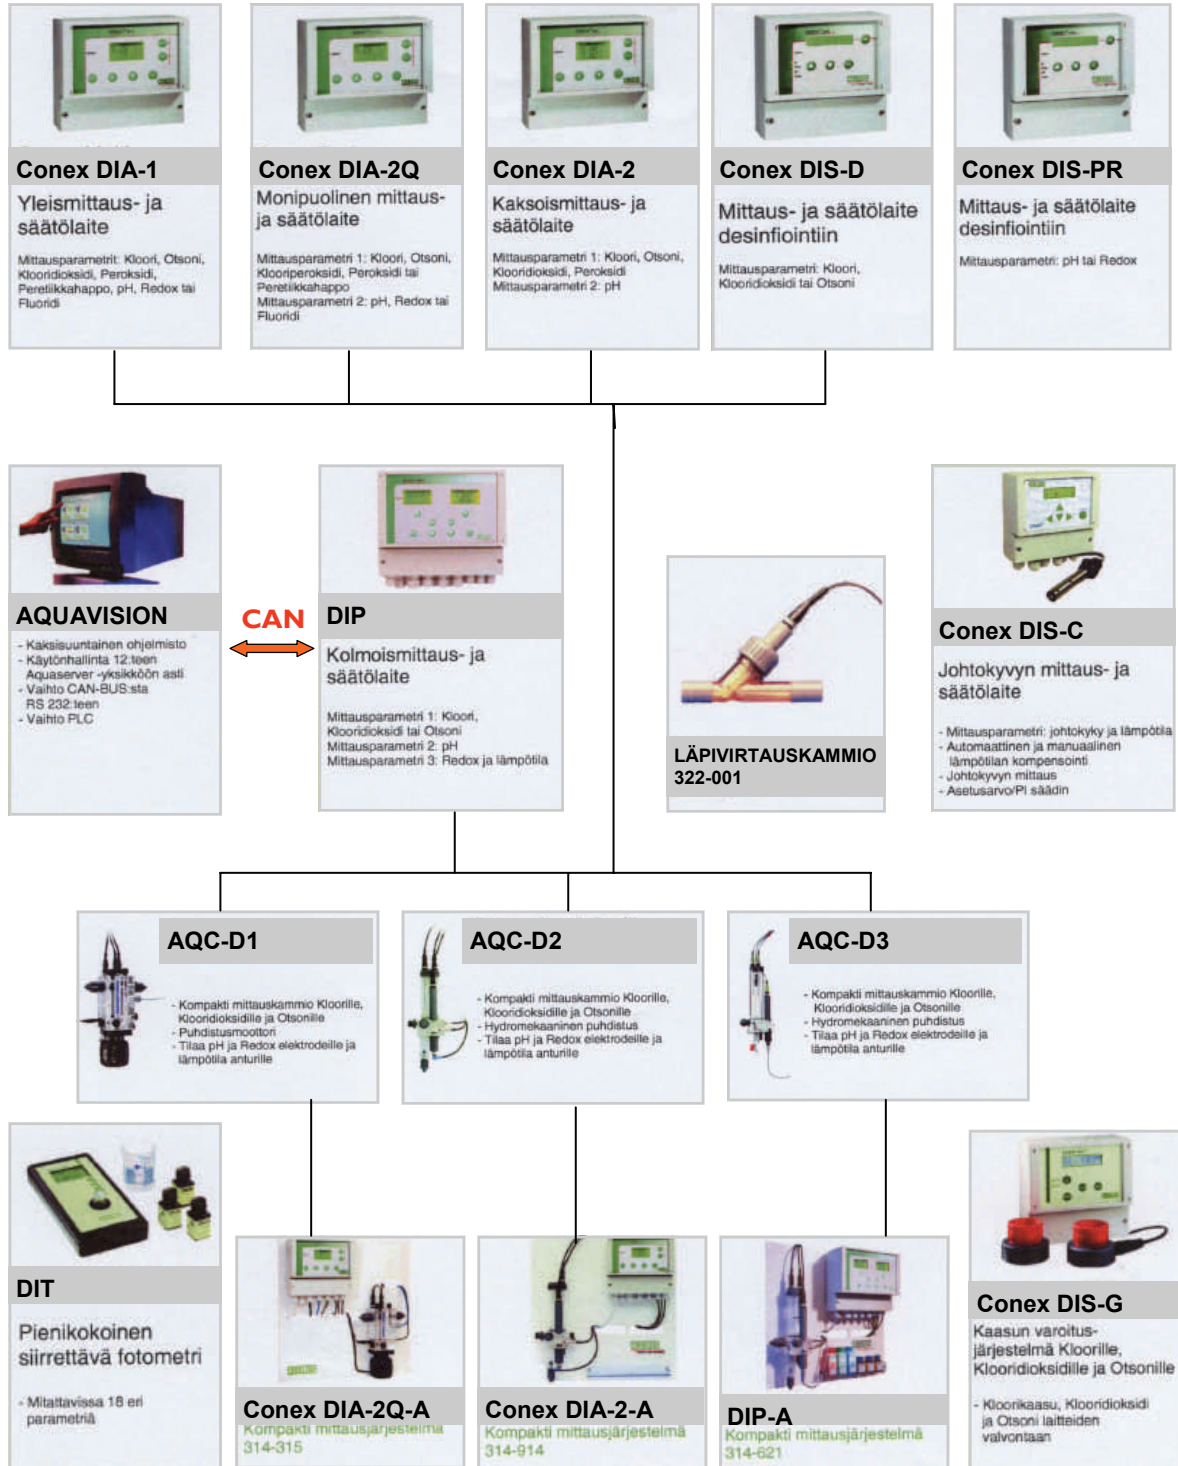 Conex DIA-1
Yleismittaus- ja
säätölaite
Mittausparametrit: Kloori, Otsoni,
Klooridioksidi, Peroksidi,
Peretiikkahappo, pH, Redox tai
Fluoridi
Conex DIA-2Q
Monipuolinen mittaus-
ja säätölaite
Mittausparametri 1: Kloori, Otsoni,
Klooriperoksidi, Peroksidi tai
Peretiikkahappo
Mittausparametri 2: pH, Redox tai
Fluoridi
Conex DIA-2
Kaksoismittaus- ja
säätölaite
Mittausparametri 1: Kloori, Otsoni,
Klooridioksidi, Peroksidi
Mittausparametri 2: pH
Conex DIS-D
Mittaus- ja säätölaite
desinfiointiin
Mittausparametri: Kloori,
Klooridioksidi tai Otsoni
Conex DIS-PR
Mittaus- ja säätölaite
desinfiointiin
Mittausparametri: pH tai Redox
AQUAVISION
- Kaksisuuntainen ohjelmisto
- Käytönhallinta 12:teen
Aquaserver -yksikköön asti
- Vaihto CAN-BUS:sta
RS 232:teen
- Vaihto PLC
CAN
DIP
Kolmoismittaus- ja
säätölaite
Mittausparametri 1: Kloori,
Klooridioksidi tai Otsoni
Mittausparametri 2: pH
Mittausparametri 3: Redox ja lämpötila
LÄPIVIRTAUSKAMMIO
322-001
Conex DIS-C
Johtokyvyn mittaus- ja
säätölaite
- Mittausparametri: johtokyky ja lämpötila
- Automaattinen ja manuaalinen
lämpötilan kompensointi
- Johtokyvyn mittaus
- Asetusarvo/PI säädin
AQC-D1
- Kompakti mittauskammio Kloorille,
Klooridioksidille ja Otsonille
- Puhdistusmoottori
- Tilaa pH ja Redox elektrodeille ja
lämpötila anturille
AQC-D2
- Kompakti mittauskammio Kloorille,
Klooridioksidille ja Otsonille
- Hydromekaaninen puhdistus
- Tilaa pH ja Redox elektrodeille ja
lämpötila anturille
AQC-D3
- Kompakti mittauskammio Kloorille,
Klooridioksidille ja Otsonille
- Hydromekaaninen puhdistus
- Tilaa pH ja Redox elektrodeille ja
lämpötila anturille
DIT
Pienikokoinen
siirrettävä fotometri
- Mitattavissa 18 eri
parametriä
Conex DIA-2Q-A
Kompakti mittausjärjestelmä
314-315
Conex DIA-2-A
Kompakti mittausjärjestelmä
314-914
DIP-A
Kompakti mittausjärjestelmä
314-621
Conex DIS-G
Kaasun varoitus-
järjestelmä Kloorille,
Klooridioksidille ja Otsonille
- Kloorikaasu, Klooridioksidi
ja Otsoni laitteiden
valvontaan